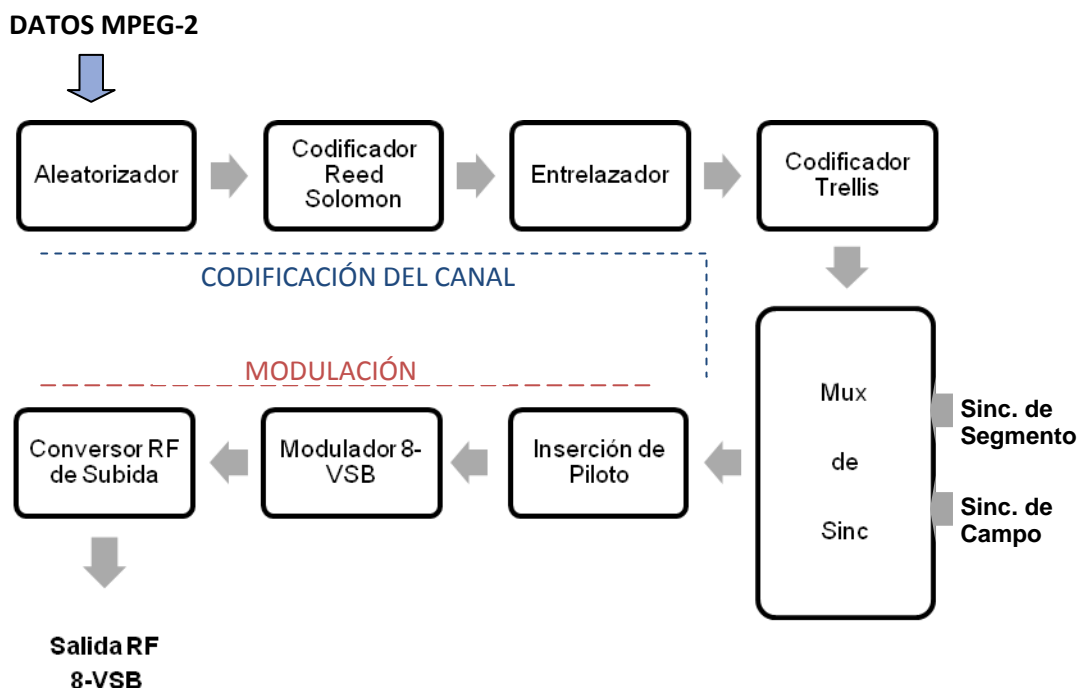 DATOS MPEG-2
Aleatorizador
Codificador
Reed
Solomon
Entrelazador
Codificador
Trellis
CODIFICACIÓN DEL CANAL
MODULACIÓN
Mux
de
Sinc
Sinc. de
Segmento
Sinc. de
Campo
Inserción de
Piloto
Modulador 8-
VSB
Conversor RF
de Subida
Salida RF
8-VSB